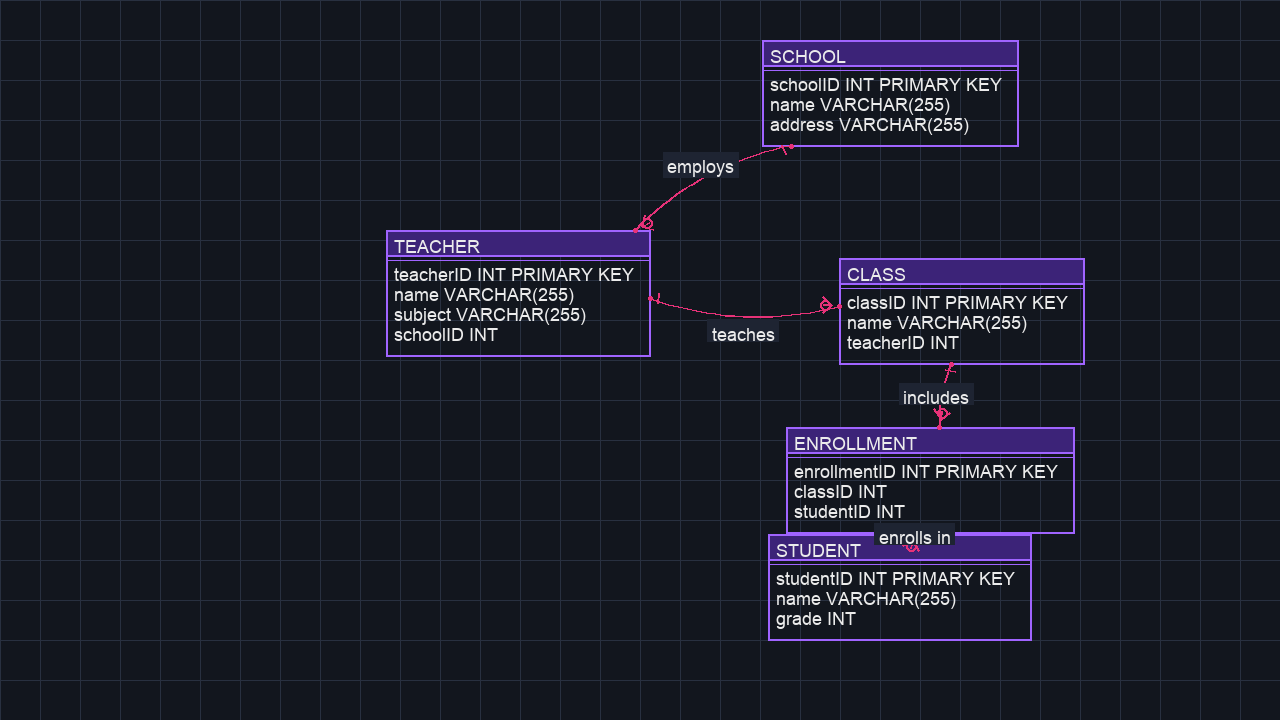 SCHOOL
schoolID INT PRIMARY KEY
name VARCHAR(255)
address VARCHAR(255)
employs
TEACHER
teacherID INT PRIMARY KEY
name VARCHAR(255)
subject VARCHAR(255)
schoolID INT
teaches
CLASS
classID INT PRIMARY KEY
name VARCHAR(255)
teacherID INT
includes
ENROLLMENT
enrollmentID INT PRIMARY KEY
classID INT
studentID INT
enrolls in
STUDENT
studentID INT PRIMARY KEY
name VARCHAR(255)
grade INT